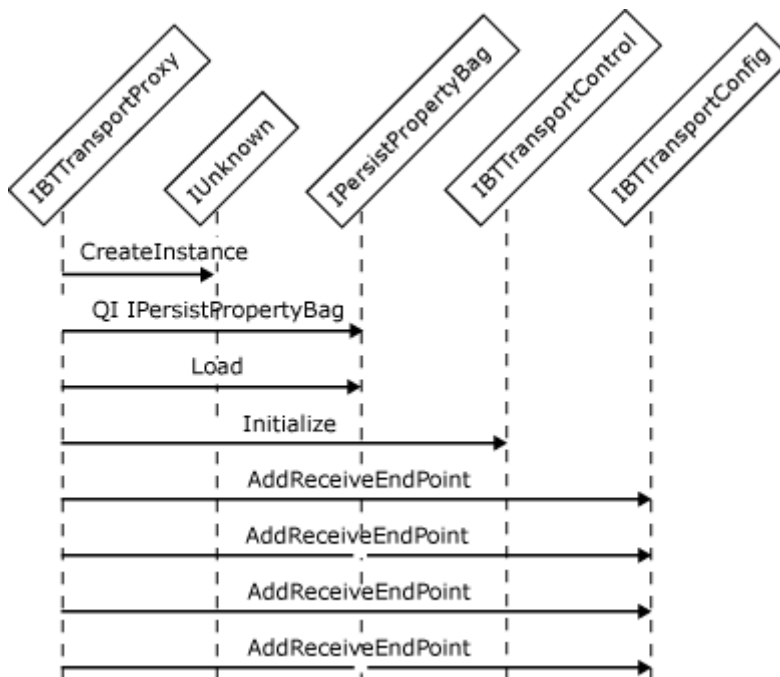 IBTTransportProxy
IUnknown
IPersistPropertyBag
IBTTransportControl
IBTTransportConfig
CreateInstance
QI IPersistPropertyBag
Load
Initialize
AddReceiveEndPoint
AddReceiveEndPoint
AddReceiveEndPoint
AddReceiveEndPoint